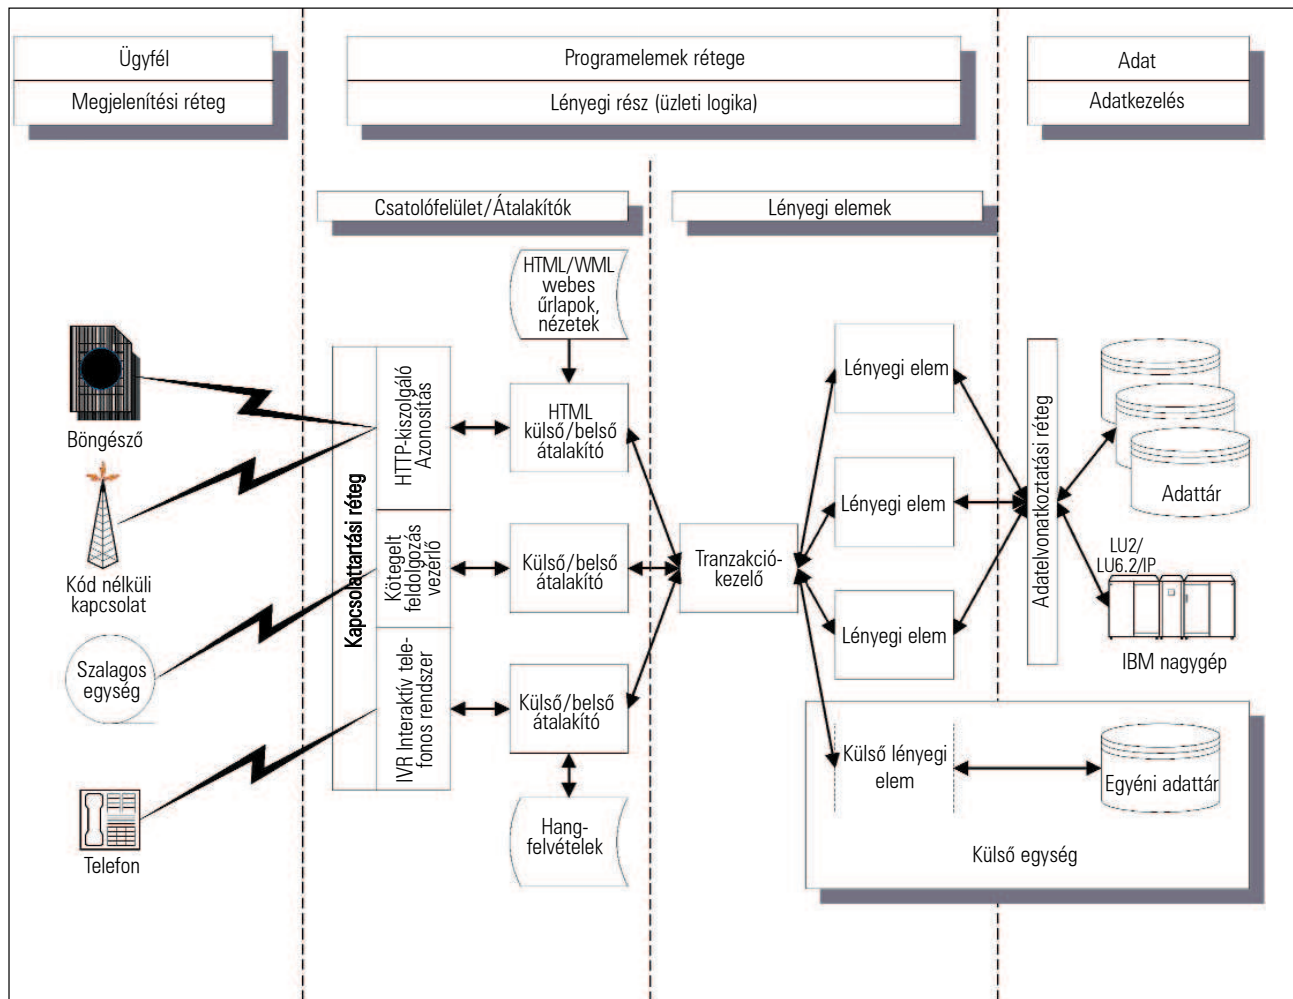 Ügyfél
Megjelenítési réteg
Programelemek rétege
Lényegi rész (üzleti logika)
Adat
Adatkezelés
Csatolófelület/Átalakítók
Lényegi elemek
HTML/WML
webes
űrlapok,
nézetek
Böngésző
Kód nélküli
kapcsolat
Szalagos
egység
Telefon
Kapcsolattartási réteg
HTTP-kiszolgáló
Azonosítás
Kötegelt
feldolgozás
vezérlő
IVR Interaktív tele-
fonos rendszer
HTML
külső/belső
átalakító
Külső/belső
átalakító
Külső/belső
átalakító
Hang-
felvételek
Tranzakció-
kezelő
Lényegi elem
Lényegi elem
Lényegi elem
Külső lényegi
elem
Adatelvonatkoztatási réteg
Adattár
LU2/
LU6.2/IP
IBM nagygép
Egyéni adattár
Külső egység